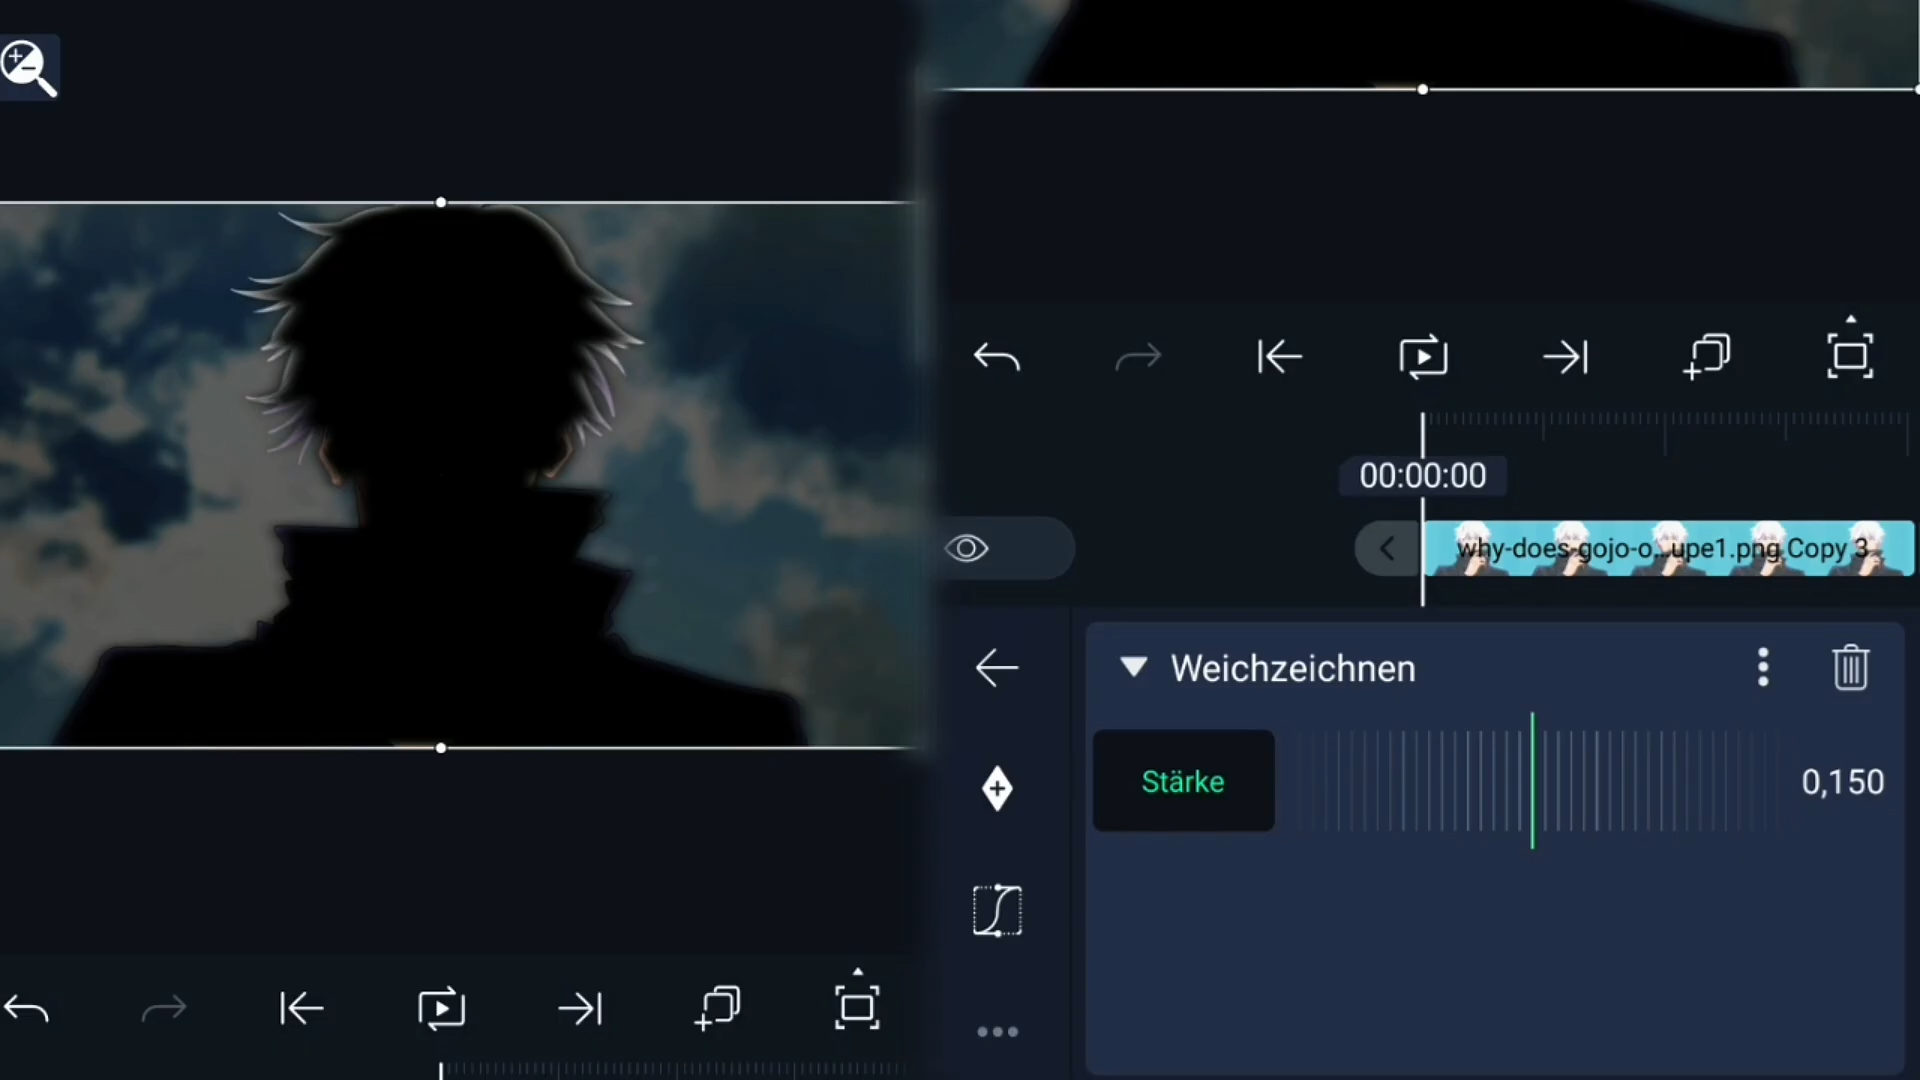 00:00:00
why-does-gojo-o...upe1.png Copy 3
Weichzeichnen
Stärke
0,150